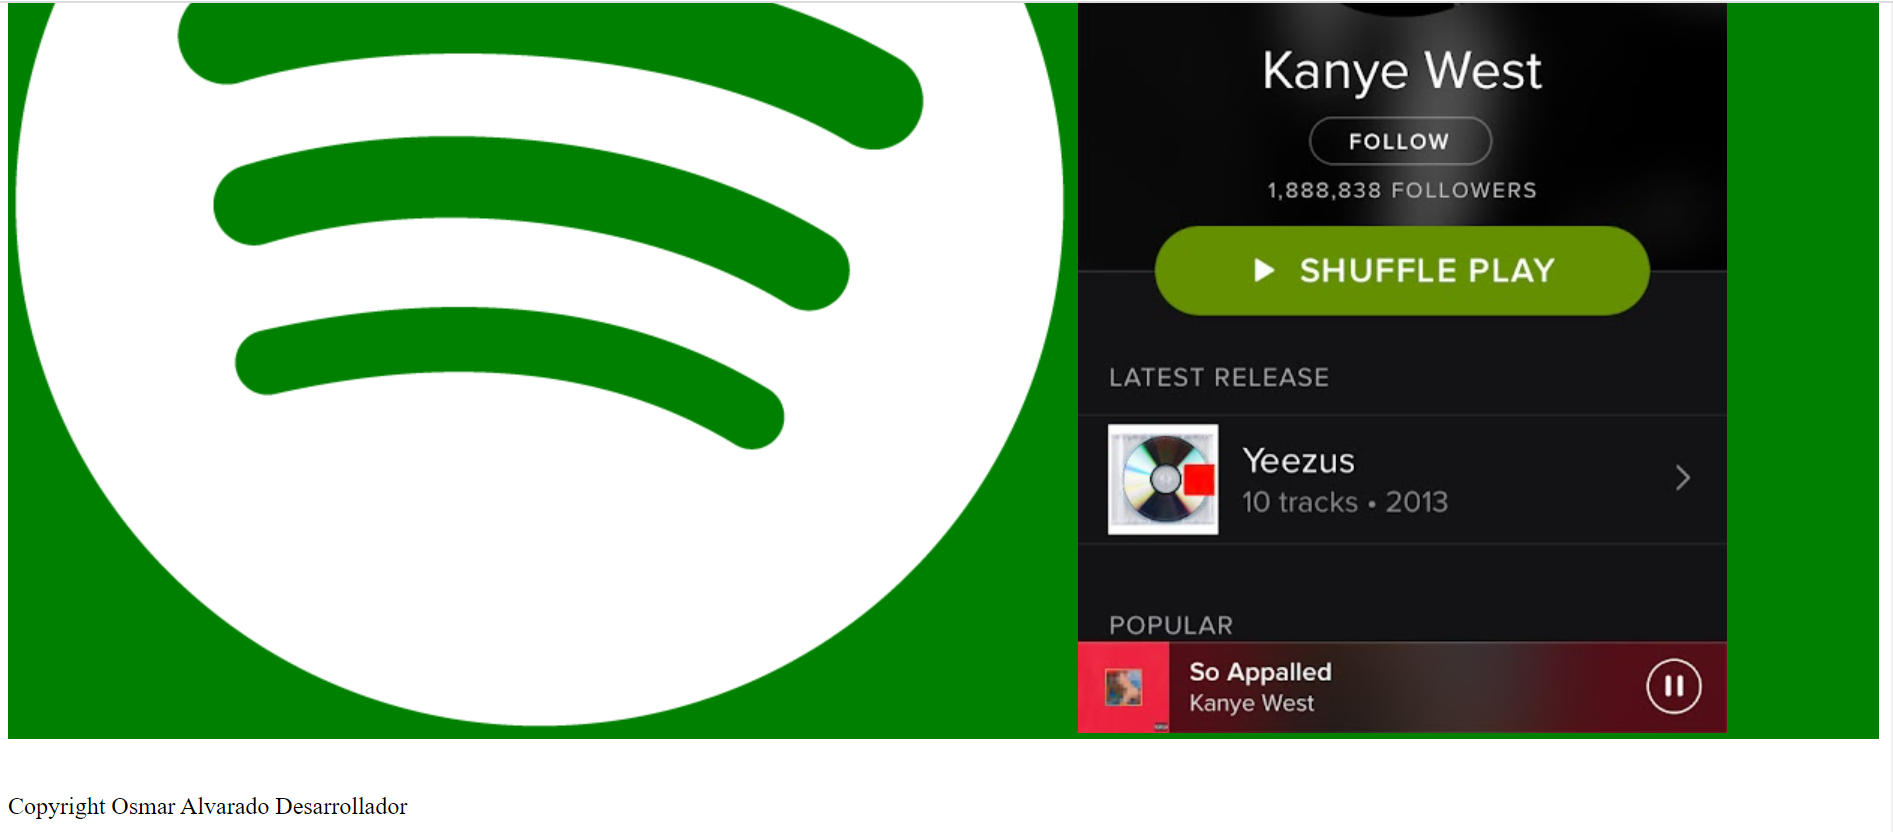 Kanye West
FOLLOW
1,888,838 FOLLOWERS
SHUFFLE PLAY
LATEST RELEASE
Yeezus
10 tracks • 2013
POPULAR
So Appalled
Kanye West
Copyright Osmar Alvarado Desarrollador